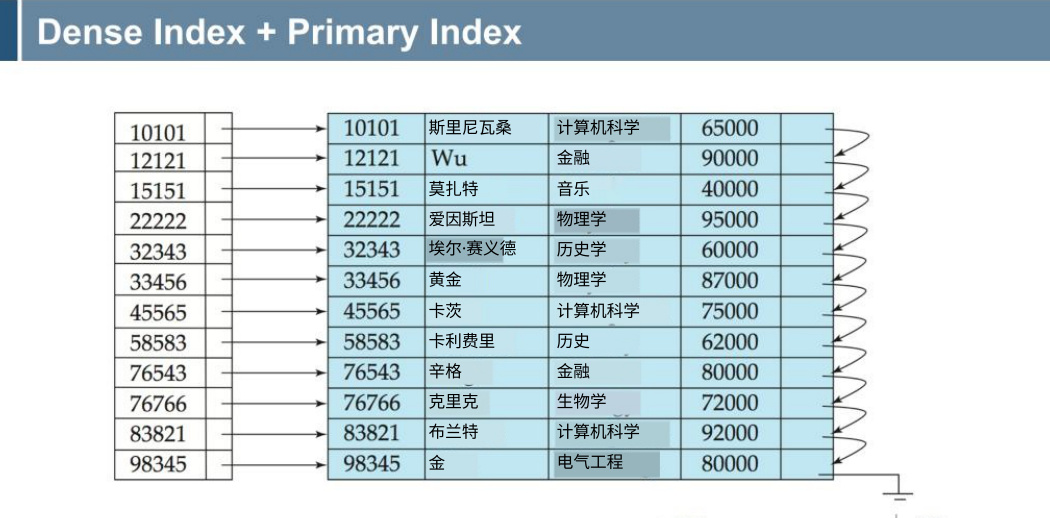 Dense Index + Primary Index
10101 10101 斯里尼瓦桑 计算机科学 65000
12121 12121 Wu 金融 90000
15151 15151 莫扎特 音乐 40000
22222 22222 爱因斯坦 物理学 95000
32343 32343 埃尔·赛义德 历史学 60000
33456 33456 黄金 物理学 87000
45565 45565 卡茨 计算机科学 75000
58583 58583 卡利费里 历史 62000
76543 76543 辛格 金融 80000
76766 76766 克里克 生物学 72000
83821 83821 布兰特 计算机科学 92000
98345 98345 金 电气工程 80000